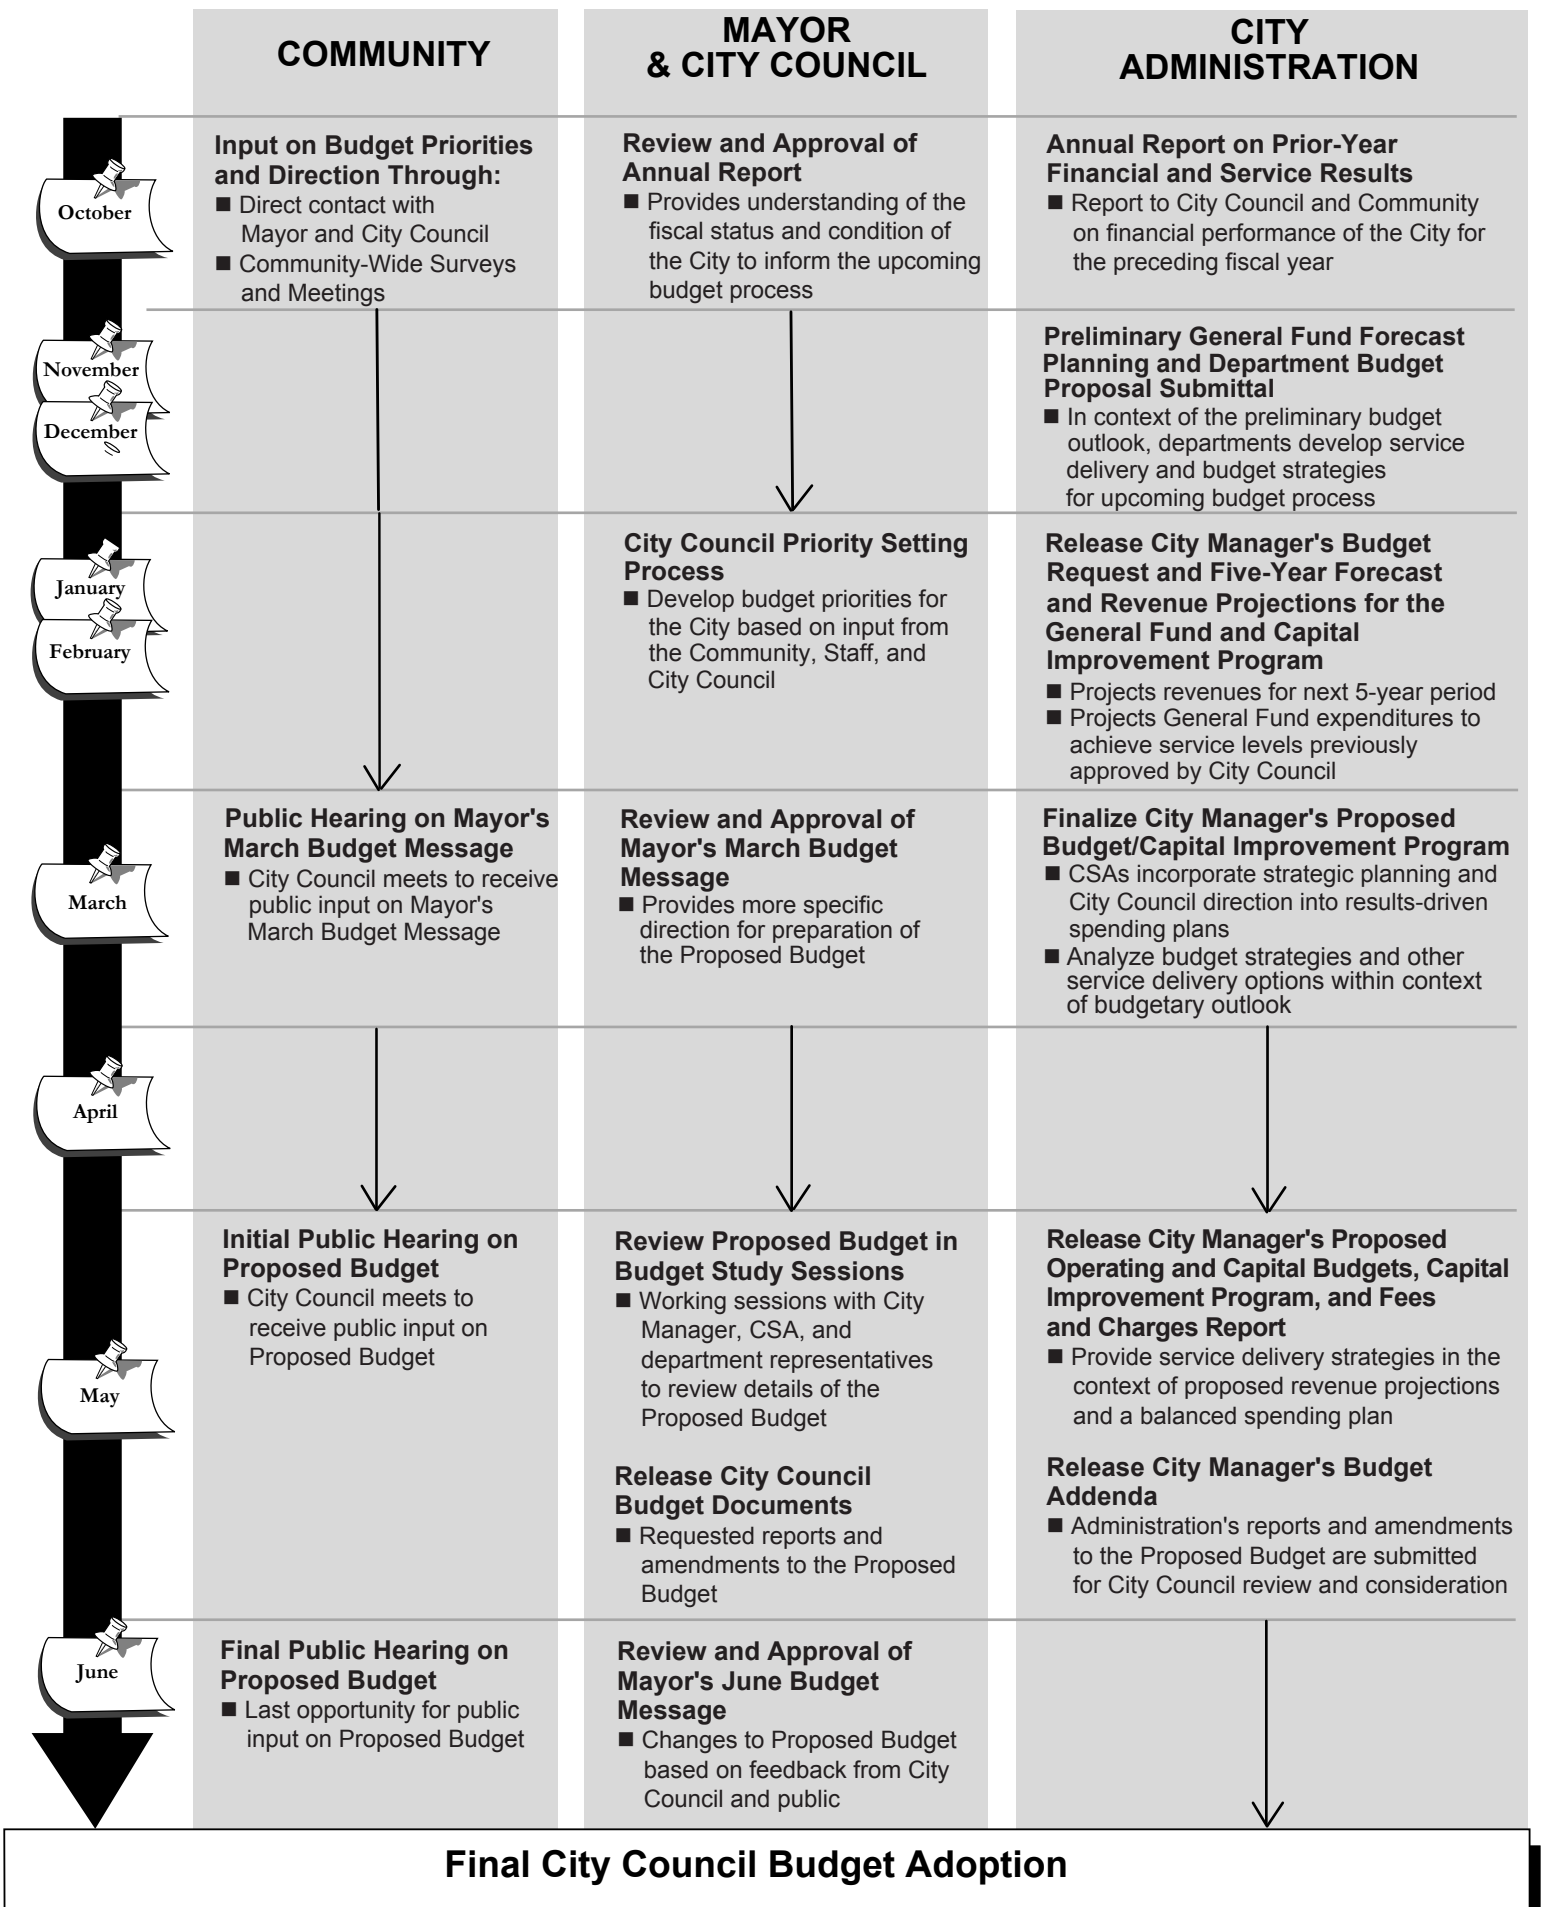 COMMUNITY
MAYOR
& CITY COUNCIL
CITY
ADMINISTRATION
October
Input on Budget Priorities
and Direction Through:
■ Direct contact with
Mayor and City Council
■ Community-Wide Surveys
and Meetings
Review and Approval of
Annual Report
■ Provides understanding of the
fiscal status and condition of
the City to inform the upcoming
budget process
Annual Report on Prior-Year
Financial and Service Results
■ Report to City Council and Community
on financial performance of the City for
the preceding fiscal year
November
December
Preliminary General Fund Forecast
Planning and Department Budget
Proposal Submittal
■ In context of the preliminary budget
outlook, departments develop service
delivery and budget strategies
for upcoming budget process
January
February
City Council Priority Setting
Process
■ Develop budget priorities for
the City based on input from
the Community, Staff, and
City Council
Release City Manager's Budget
Request and Five-Year Forecast
and Revenue Projections for the
General Fund and Capital
Improvement Program
■ Projects revenues for next 5-year period
■ Projects General Fund expenditures to
achieve service levels previously
approved by City Council
March
Public Hearing on Mayor's
March Budget Message
■ City Council meets to receive
public input on Mayor's
March Budget Message
Review and Approval of
Mayor's March Budget
Message
■ Provides more specific
direction for preparation of
the Proposed Budget
Finalize City Manager's Proposed
Budget/Capital Improvement Program
■ CSAs incorporate strategic planning and
City Council direction into results-driven
spending plans
■ Analyze budget strategies and other
service delivery options within context
of budgetary outlook
April
May
Initial Public Hearing on
Proposed Budget
■ City Council meets to
receive public input on
Proposed Budget
Review Proposed Budget in
Budget Study Sessions
■ Working sessions with City
Manager, CSA, and
department representatives
to review details of the
Proposed Budget
Release City Council
Budget Documents
■ Requested reports and
amendments to the Proposed
Budget
Release City Manager's Proposed
Operating and Capital Budgets, Capital
Improvement Program, and Fees
and Charges Report
■ Provide service delivery strategies in the
context of proposed revenue projections
and a balanced spending plan
Release City Manager's Budget
Addenda
■ Administration's reports and amendments
to the Proposed Budget are submitted
for City Council review and consideration
June
Final Public Hearing on
Proposed Budget
■ Last opportunity for public
input on Proposed Budget
Review and Approval of
Mayor's June Budget
Message
■ Changes to Proposed Budget
based on feedback from City
Council and public
Final City Council Budget Adoption